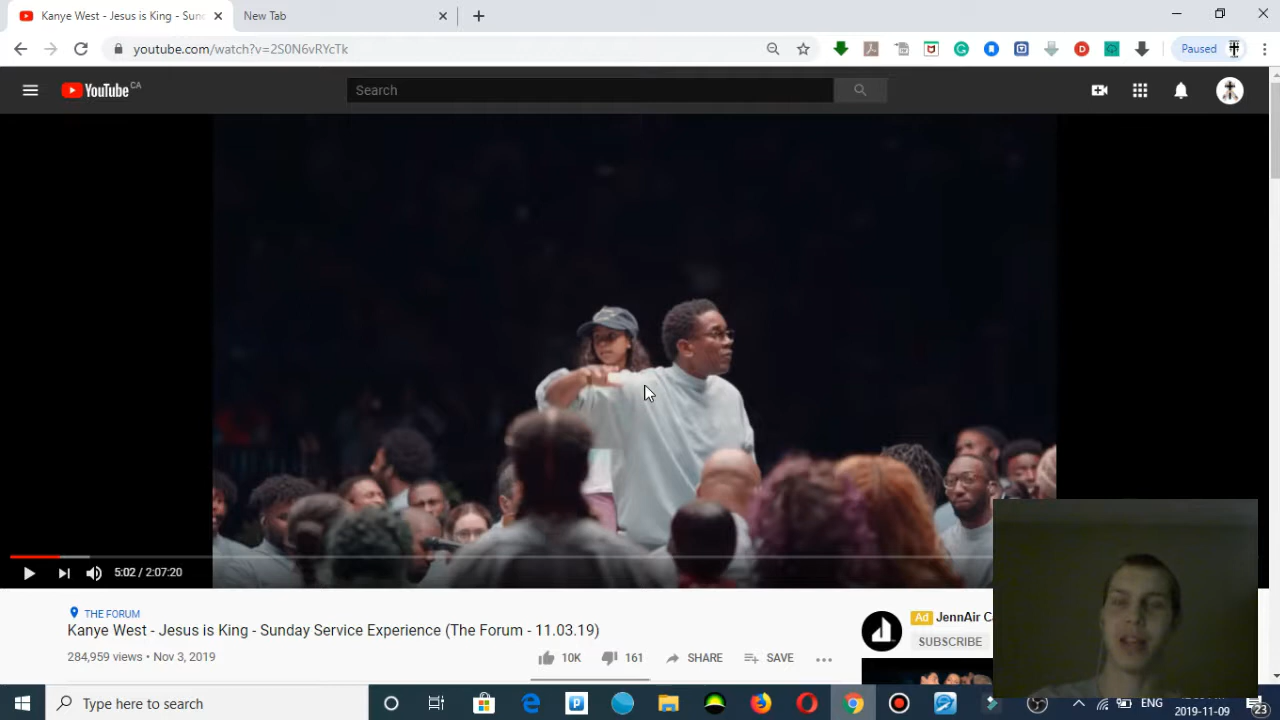 Kanye West - Jesus is King - Sund
New Tab
youtube.com/watch?v=2S0N6vRYcTk
Paused
YouTube CA
Search
5:02 / 2:07:20
THE FORUM
Kanye West - Jesus is King - Sunday Service Experience (The Forum - 11.03.19)
284,959 views • Nov 3, 2019
10K
161
SHARE
SAVE
Ad JennAir C
SUBSCRIBE
Type here to search
ENG
2019-11-09
23